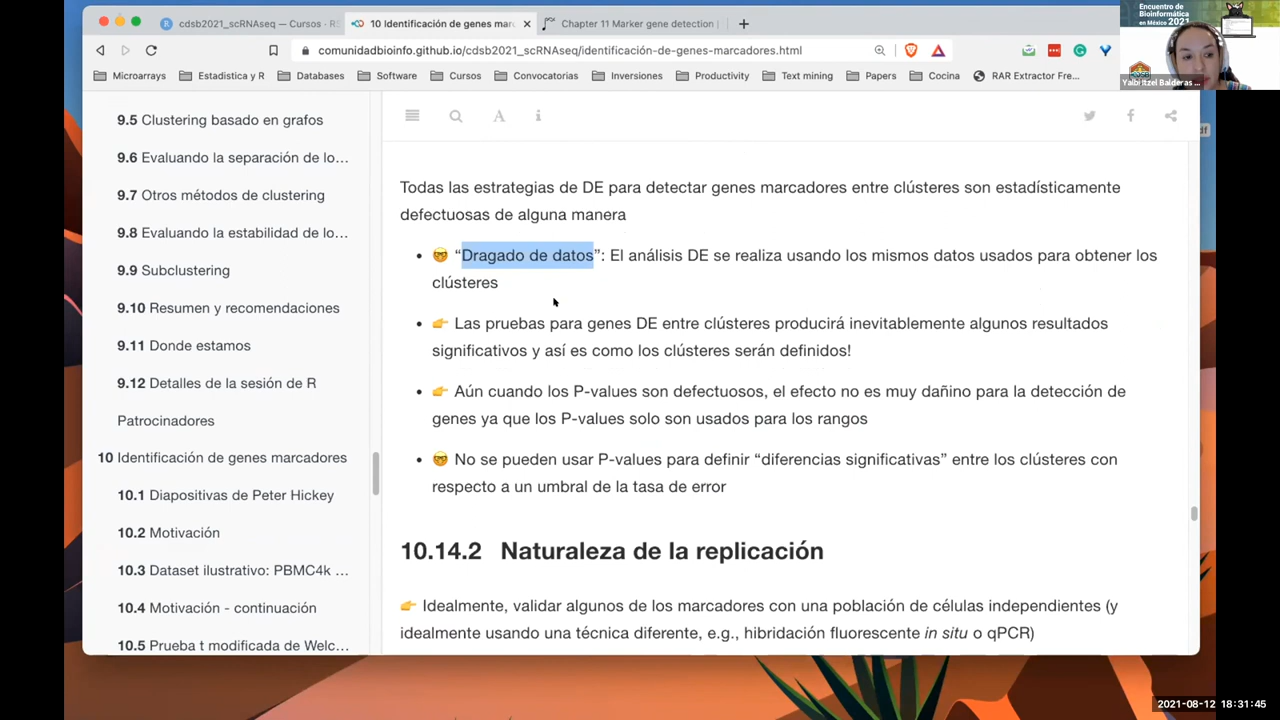 cdsb2021_scRNAseq — Cursos · R
10 Identificación de genes mar
Chapter 11 Marker gene detection |
comunidadbioinfo.github.io/cdsb2021_scRNAseq/identificación-de-genes-marcadores.html
Microarrays
Estadistica y R
Databases
Software
Cursos
Convocatorias
Inversiones
Productivity
Text mining
Papers
Cocina
RAR Extractor Fre...
Encuentro de
Bioinformática
en México 2021
Yalbi Itzel Balderas ...
9.5 Clustering basado en grafos
9.6 Evaluando la separación de lo...
9.7 Otros métodos de clustering
9.8 Evaluando la estabilidad de lo...
9.9 Subclustering
9.10 Resumen y recomendaciones
9.11 Donde estamos
9.12 Detalles de la sesión de R
Patrocinadores
10 Identificación de genes marcadores
10.1 Diapositivas de Peter Hickey
10.2 Motivación
10.3 Dataset ilustrativo: PBMC4k ...
10.4 Motivación - continuación
10.5 Prueba t modificada de Welc...
Todas las estrategias de DE para detectar genes marcadores entre clústeres son estadísticamente
defectuosas de alguna manera
• 🤓 “Dragado de datos”: El análisis DE se realiza usando los mismos datos usados para obtener los
clústeres
• 👉 Las pruebas para genes DE entre clústeres producirá inevitablemente algunos resultados
significativos y así es como los clústeres serán definidos!
• 👉 Aún cuando los P-values son defectuosos, el efecto no es muy dañino para la detección de
genes ya que los P-values solo son usados para los rangos
• 🤓 No se pueden usar P-values para definir “diferencias significativas” entre los clústeres con
respecto a un umbral de la tasa de error
10.14.2 Naturaleza de la replicación
👉 Idealmente, validar algunos de los marcadores con una población de células independientes (y
idealmente usando una técnica diferente, e.g., hibridación fluorescente in situ o qPCR)
2021-08-12 18:31:45